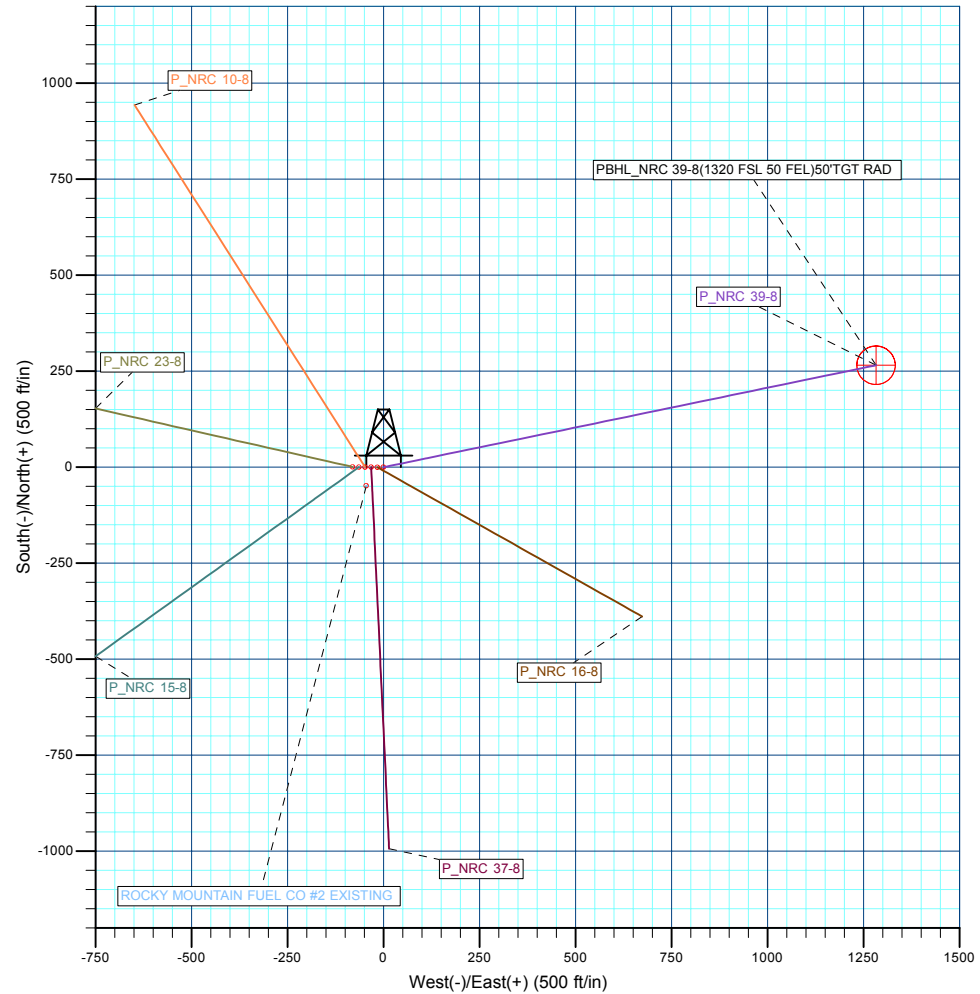 1000
750
500
250
0
-250
-500
-750
-1000
South(-)/North(+) (500 ft/in)
P_NRC 10-8
PBHL_NRC 39-8(1320 FSL 50 FEL)50'TGT RAD
P_NRC 39-8
P_NRC 23-8
P_NRC 16-8
P_NRC 15-8
P_NRC 37-8
ROCKY MOUNTAIN FUEL CO #2 EXISTING
-750 -500 -250 0 250 500 750 1000 1250 1500
West(-)/East(+) (500 ft/in)